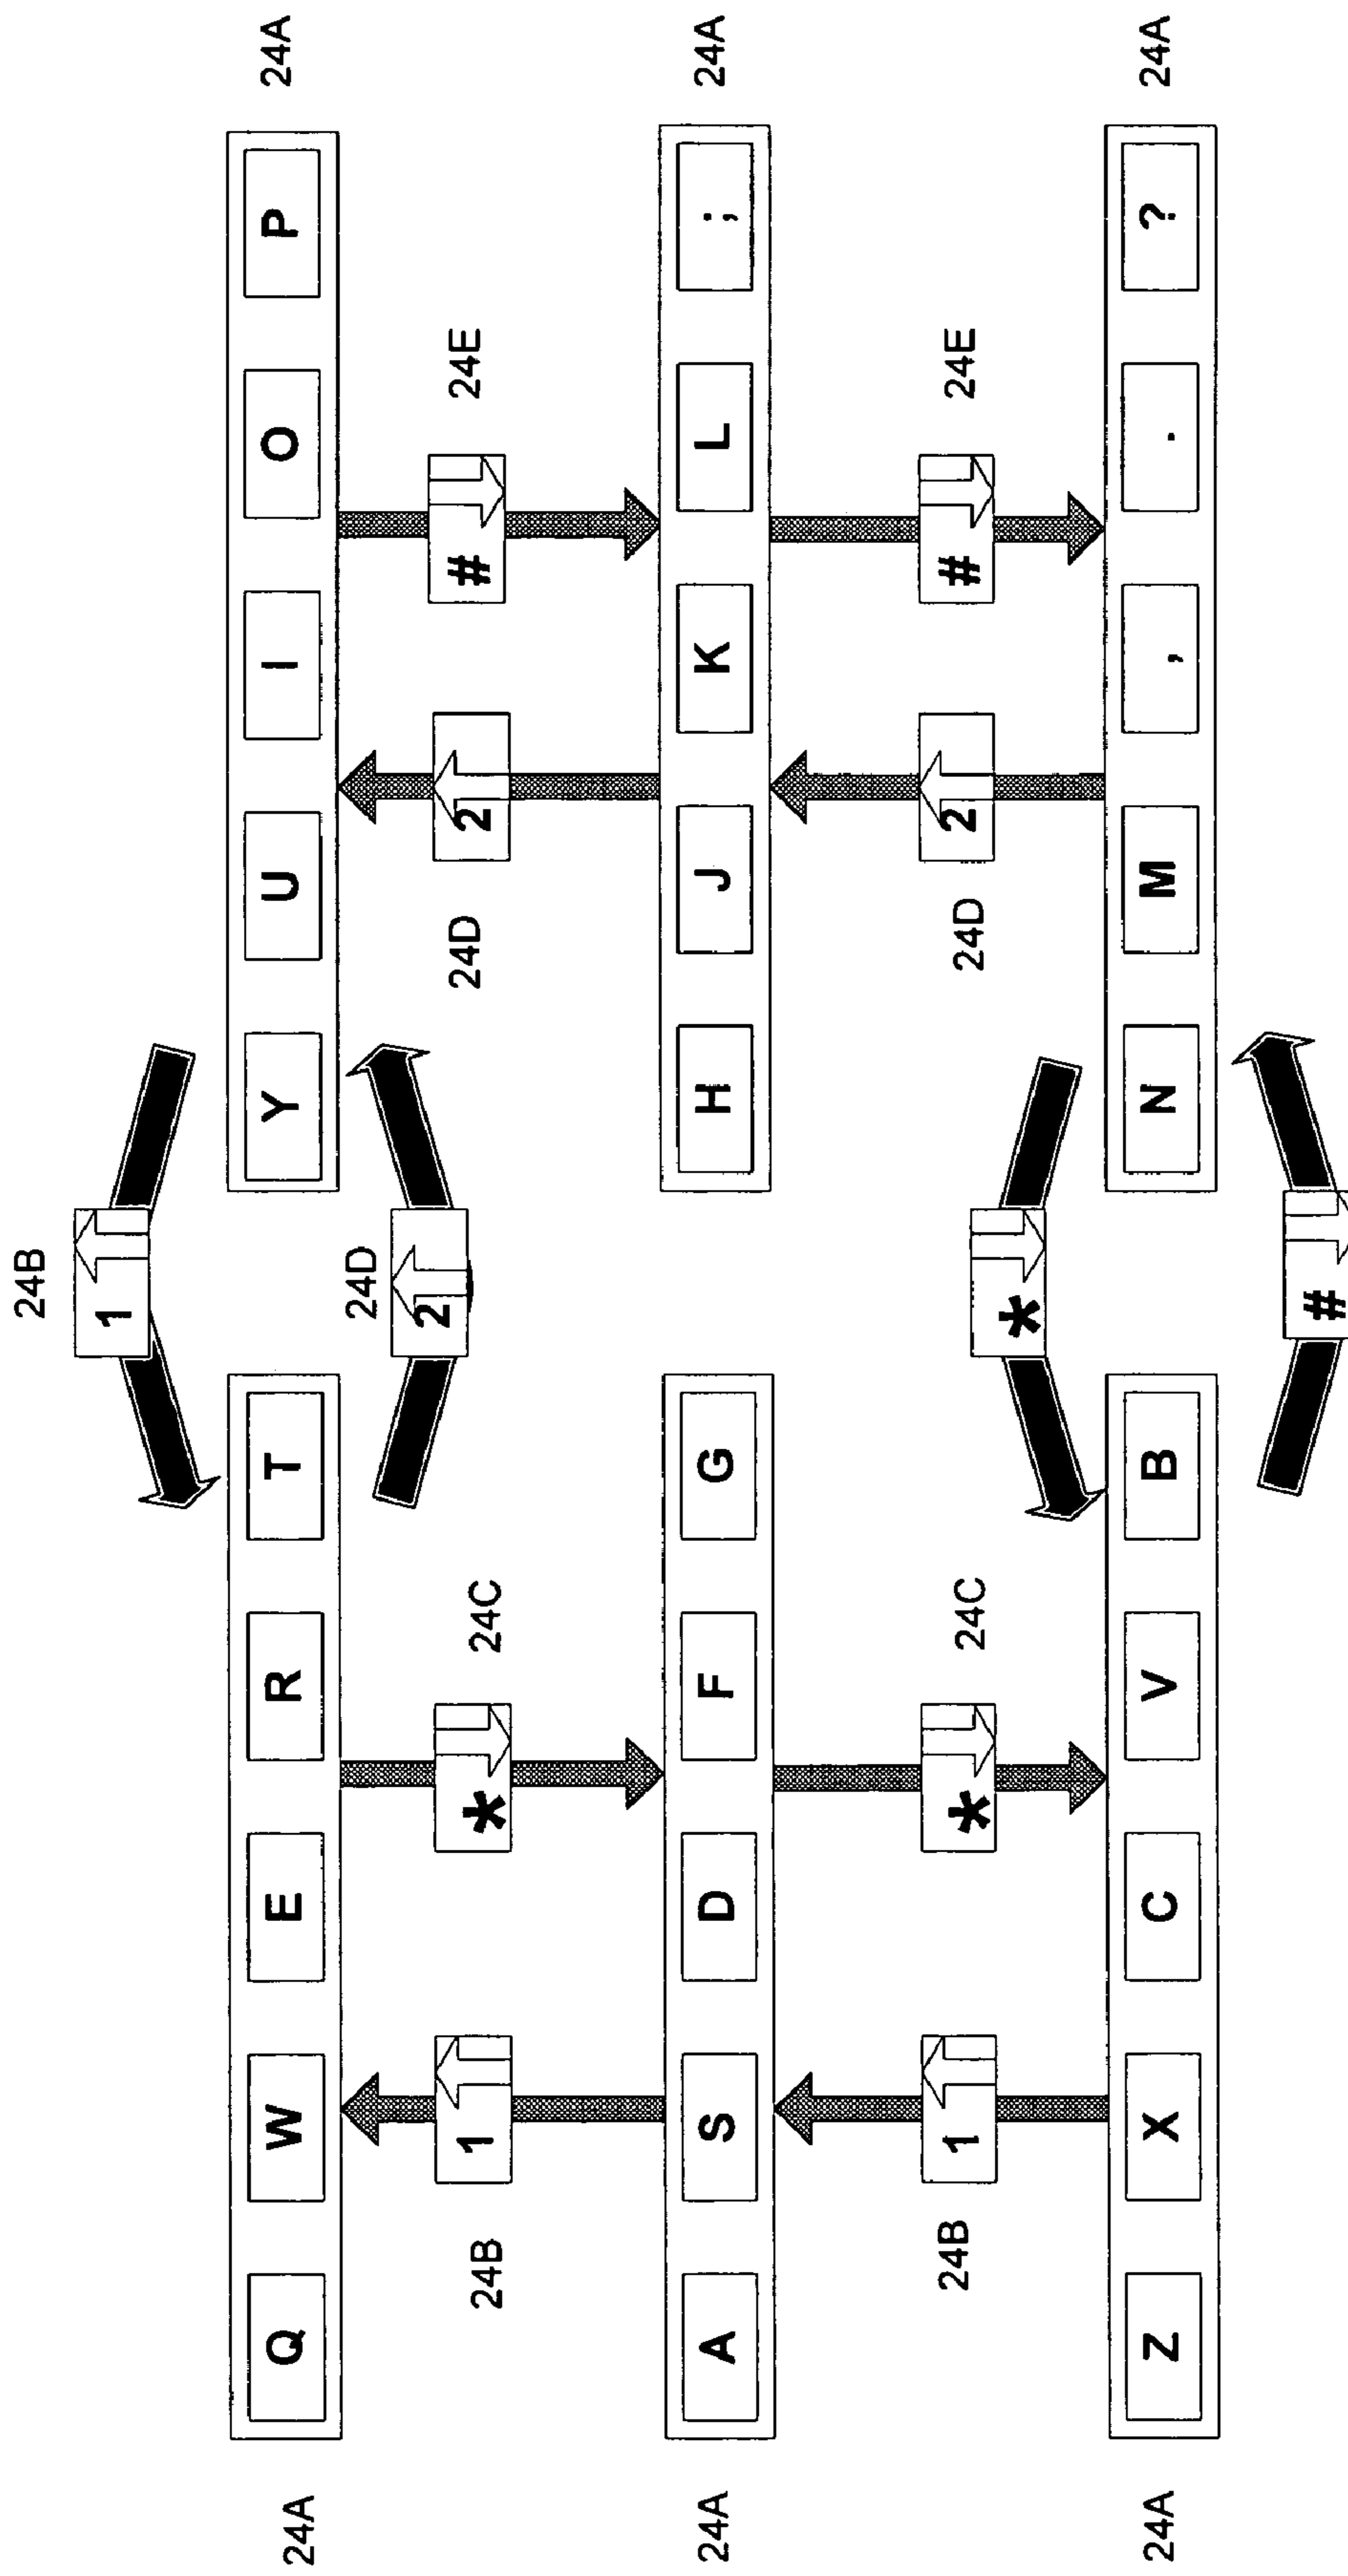 24B
1
24A Q W E R T Y U I O P 24A
24D
2
24B 1 * 24C 24D 2 # 24E
24A A S D F G H J K L ; 24A
24B 1 * 24C 24D 2 # 24E
*
24A Z X C V B N M , . ? 24A
#